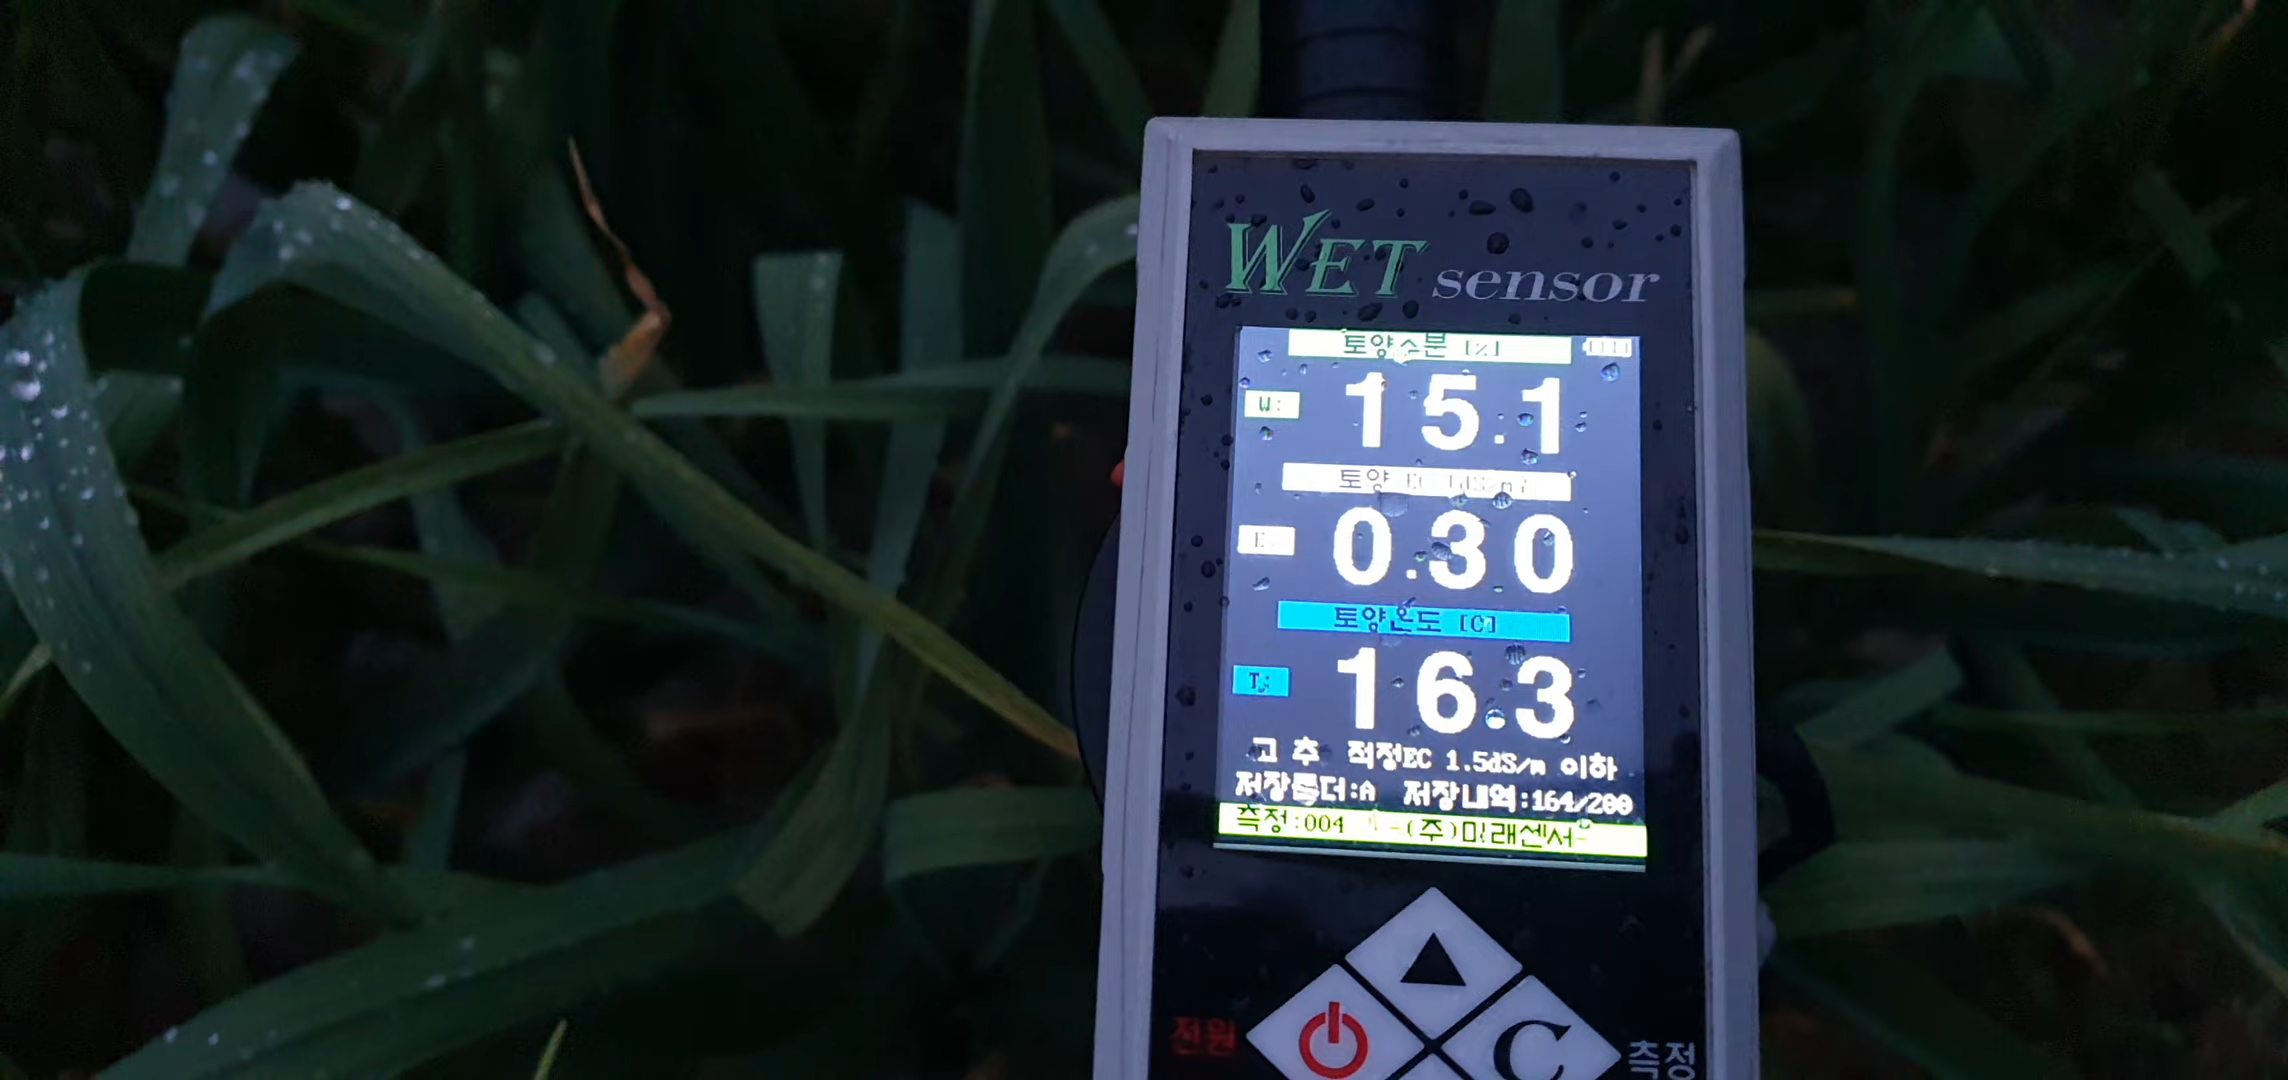 WET sensor
토양수분 [%]
W: 15.1
토양 EC [dS/m]
E: 0.30
토양온도 [C]
T: 16.3
고 추 적정EC 1.5dS/m 이하
저장폴더:A 저장내역:164/200
측정:004 -(주)미래센서-
전원
C
측정